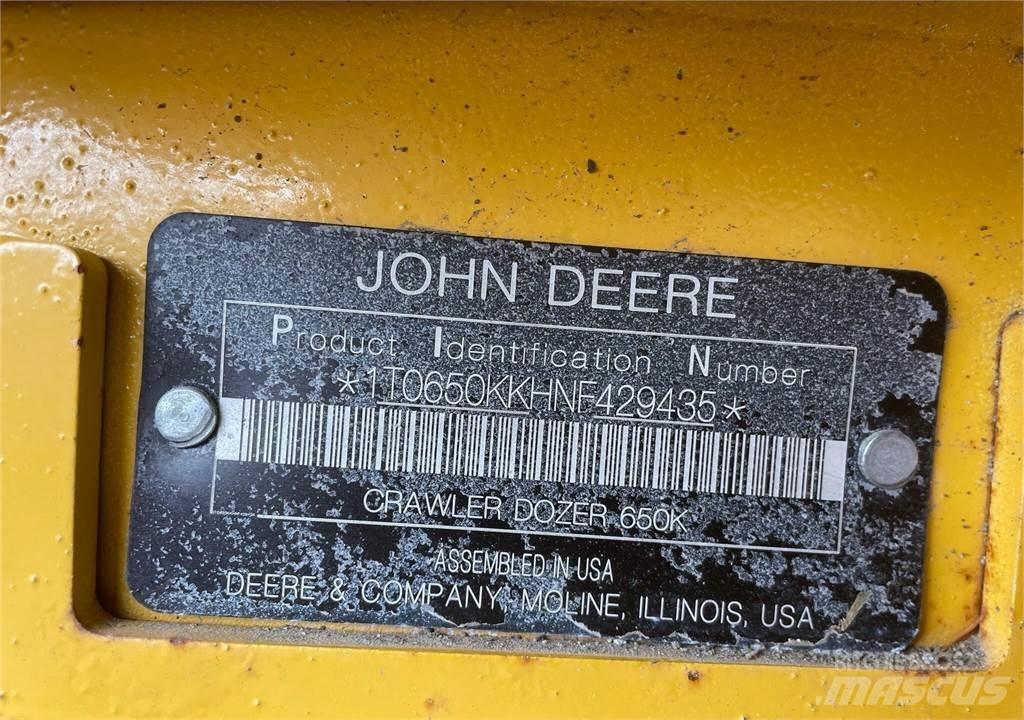 JOHN DEERE
Product Identification Number
*1T0650KKHNF429435*
CRAWLER DOZER 650K
ASSEMBLED IN USA
DEERE & COMPANY, MOLINE, ILLINOIS, USA
MASCUS